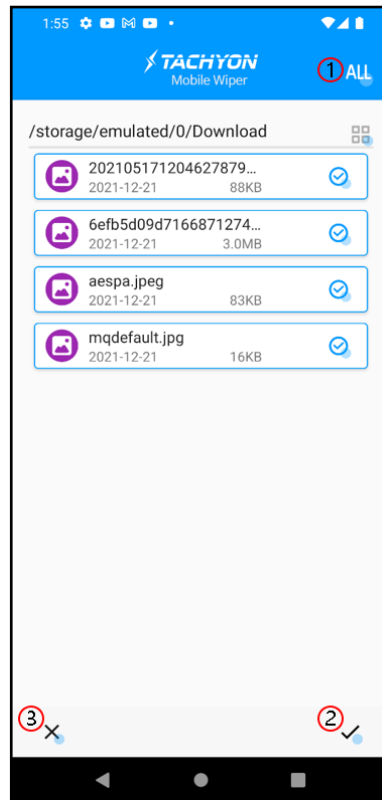 1:55
TACHYON
Mobile Wiper
1 ALL
/storage/emulated/0/Download
202105171204627879...
2021-12-21 88KB
6efb5d09d7166871274...
2021-12-21 3.0MB
aespa.jpeg
2021-12-21 83KB
mqdefault.jpg
2021-12-21 16KB
3
2